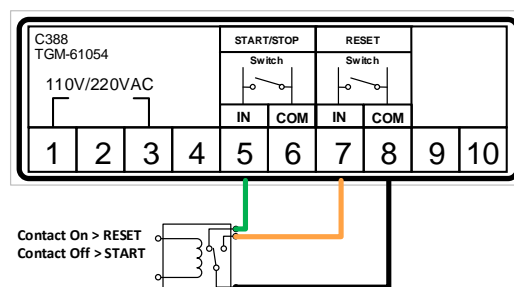 C388
TGM-61054
110V/220VAC
START/STOP RESET
Switch Switch
IN COM IN COM
1 2 3 4 5 6 7 8 9 10
Contact On > RESET
Contact Off > START